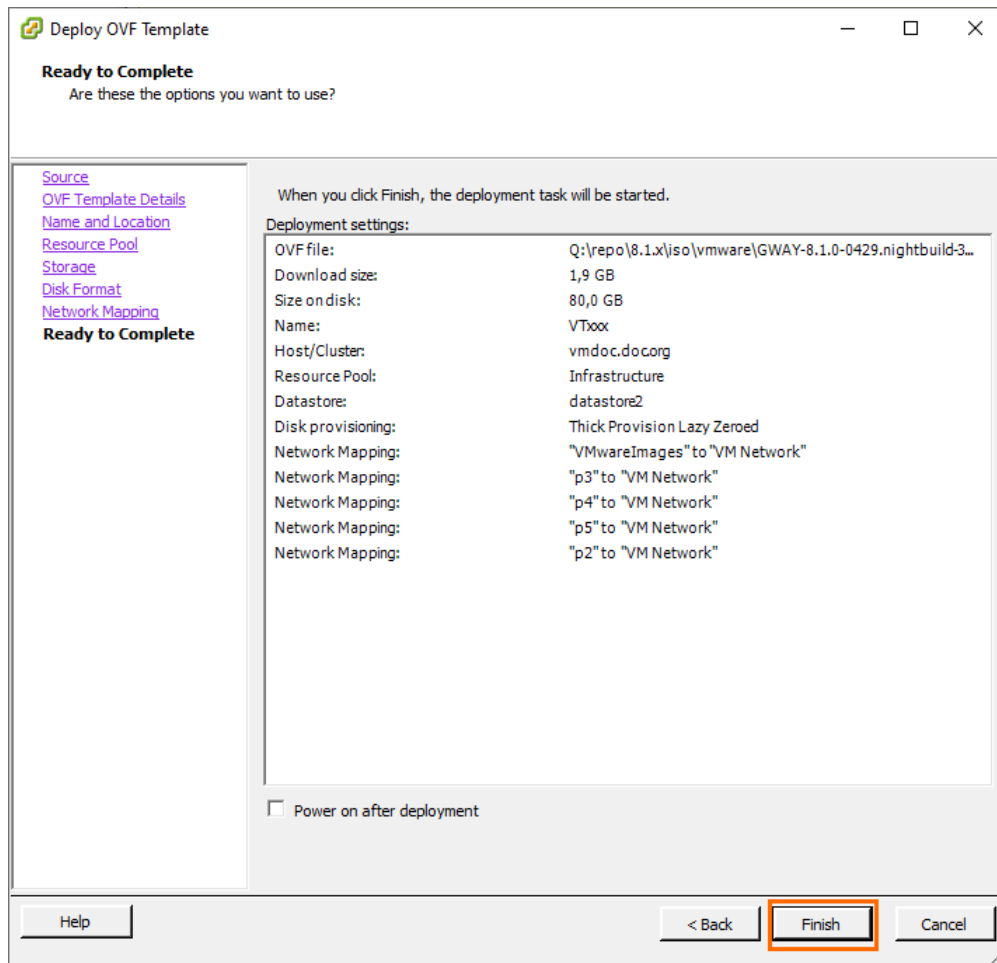 Deploy OVF Template
Ready to Complete
Are these the options you want to use?
Source
OVF Template Details
Name and Location
Resource Pool
Storage
Disk Format
Network Mapping
Ready to Complete
When you click Finish, the deployment task will be started.
Deployment settings:
OVF file: Q:\repo\8.1.x\iso\vmware\GWAY-8.1.0-0429.nightbuild-3...
Download size: 1,9 GB
Size on disk: 80,0 GB
Name: VTxxx
Host/Cluster: vmdoc.doc.org
Resource Pool: Infrastructure
Datastore: datastore2
Disk provisioning: Thick Provision Lazy Zeroed
Network Mapping: "VMwareImages" to "VM Network"
Network Mapping: "p3" to "VM Network"
Network Mapping: "p4" to "VM Network"
Network Mapping: "p5" to "VM Network"
Network Mapping: "p2" to "VM Network"
Power on after deployment
Help
< Back
Finish
Cancel